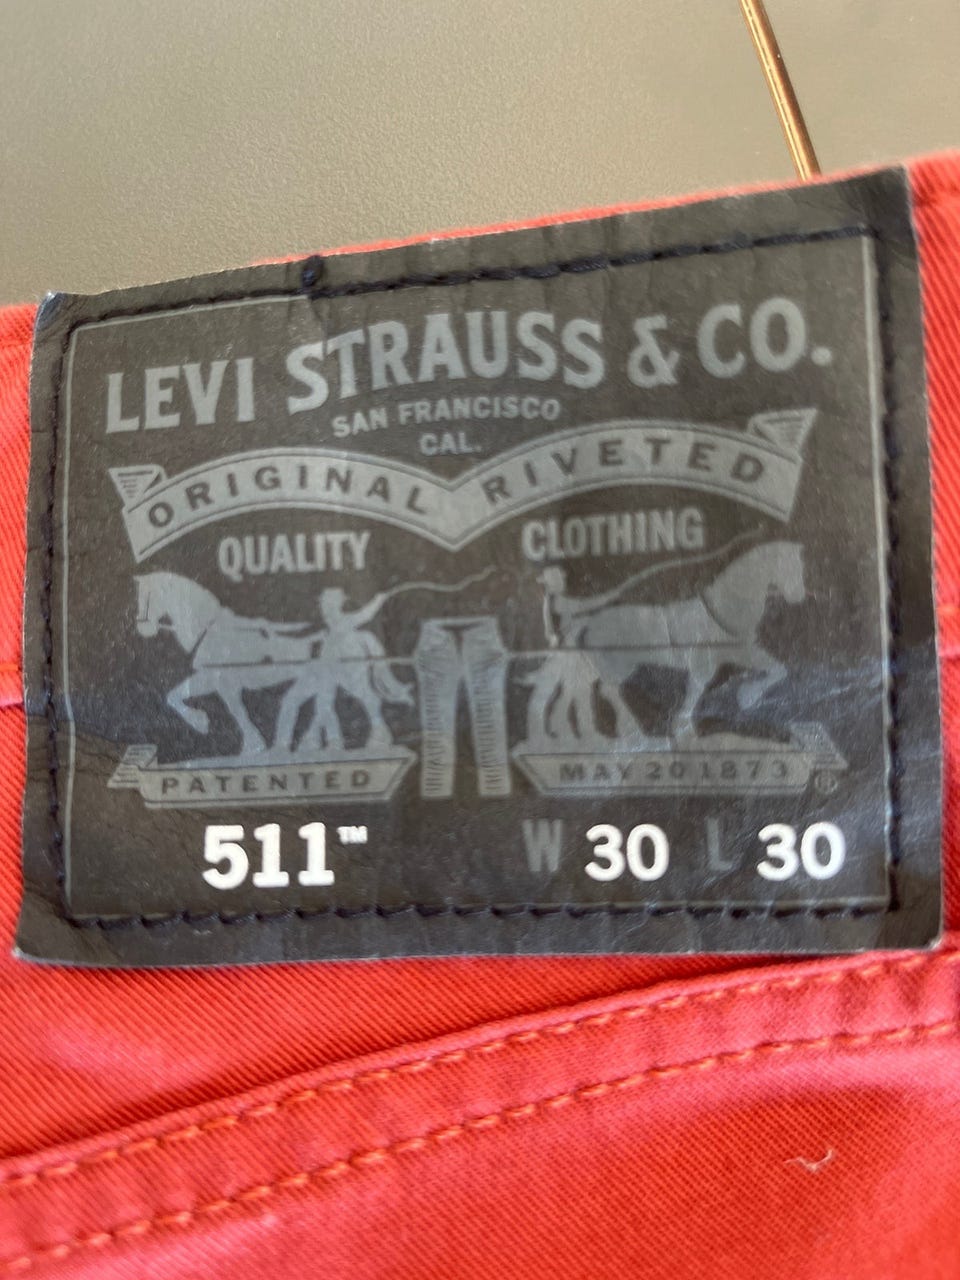 LEVI STRAUSS & CO.
SAN FRANCISCO
CAL.
ORIGINAL RIVETED
QUALITY CLOTHING
PATENTED MAY 20 1873 ®
511™ W 30 L 30